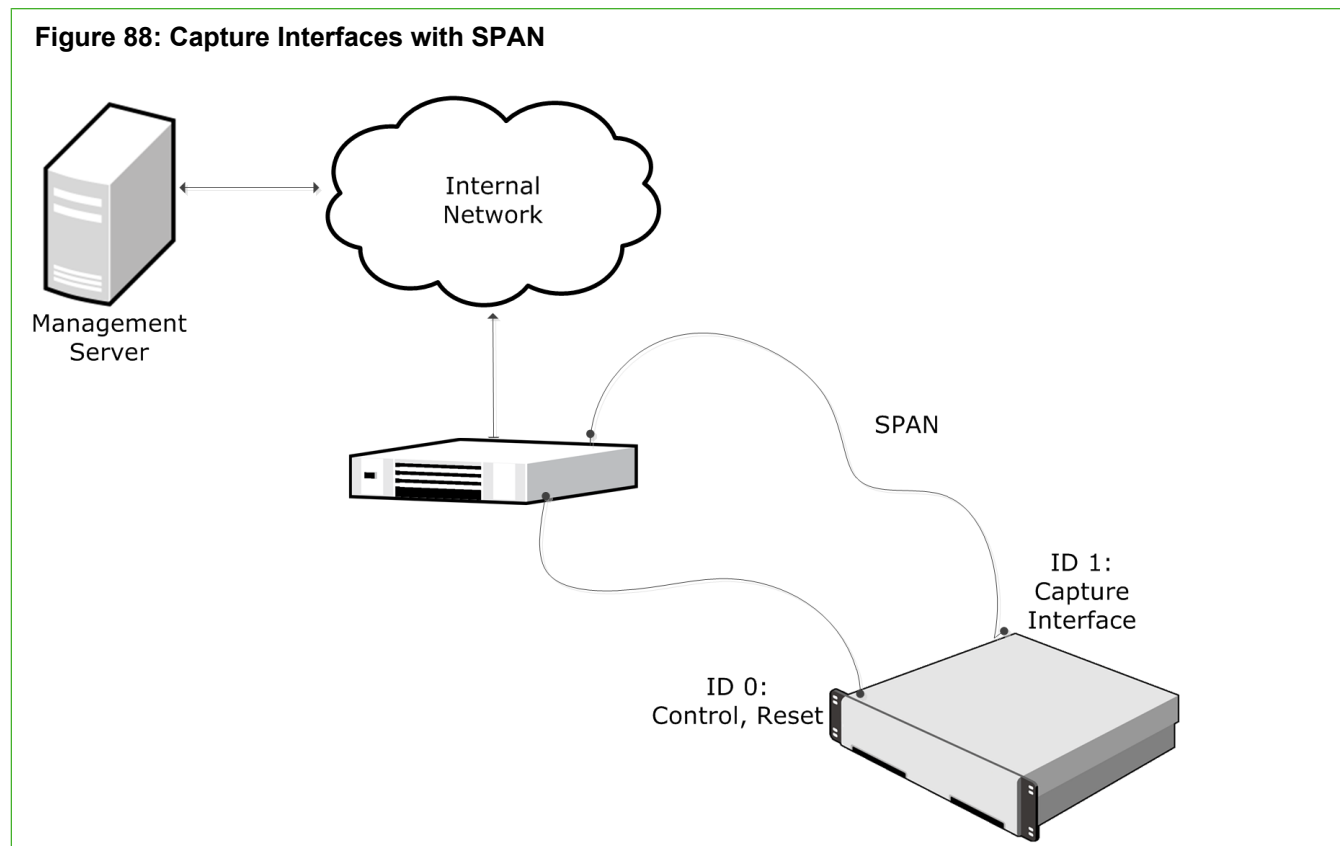 Figure 88: Capture Interfaces with SPAN
Internal
Network
Management
Server
SPAN
ID 1:
Capture
Interface
ID 0:
Control, Reset